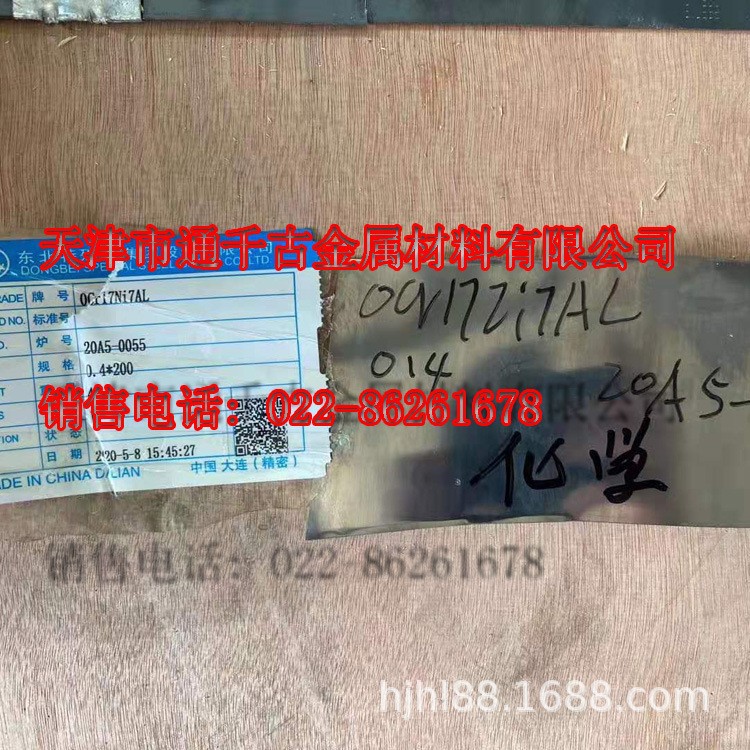 天津市通千古金属材料有限公司
东北
DONGBEI SPECIAL STEEL CO.LTD
GRADE 牌号 0Cr17Ni7AL
D NO. 标准号
炉号 20A5-0055
规格 0.4*200
销售电话：022-86261678
状态
日期 2020-5-8 15:45:27
中国 大连（精密）
MADE IN CHINA DALIAN
0Cr17Ni7AL
014
20A5-
化学
销售电话：022-86261678
hjhl88.1688.com